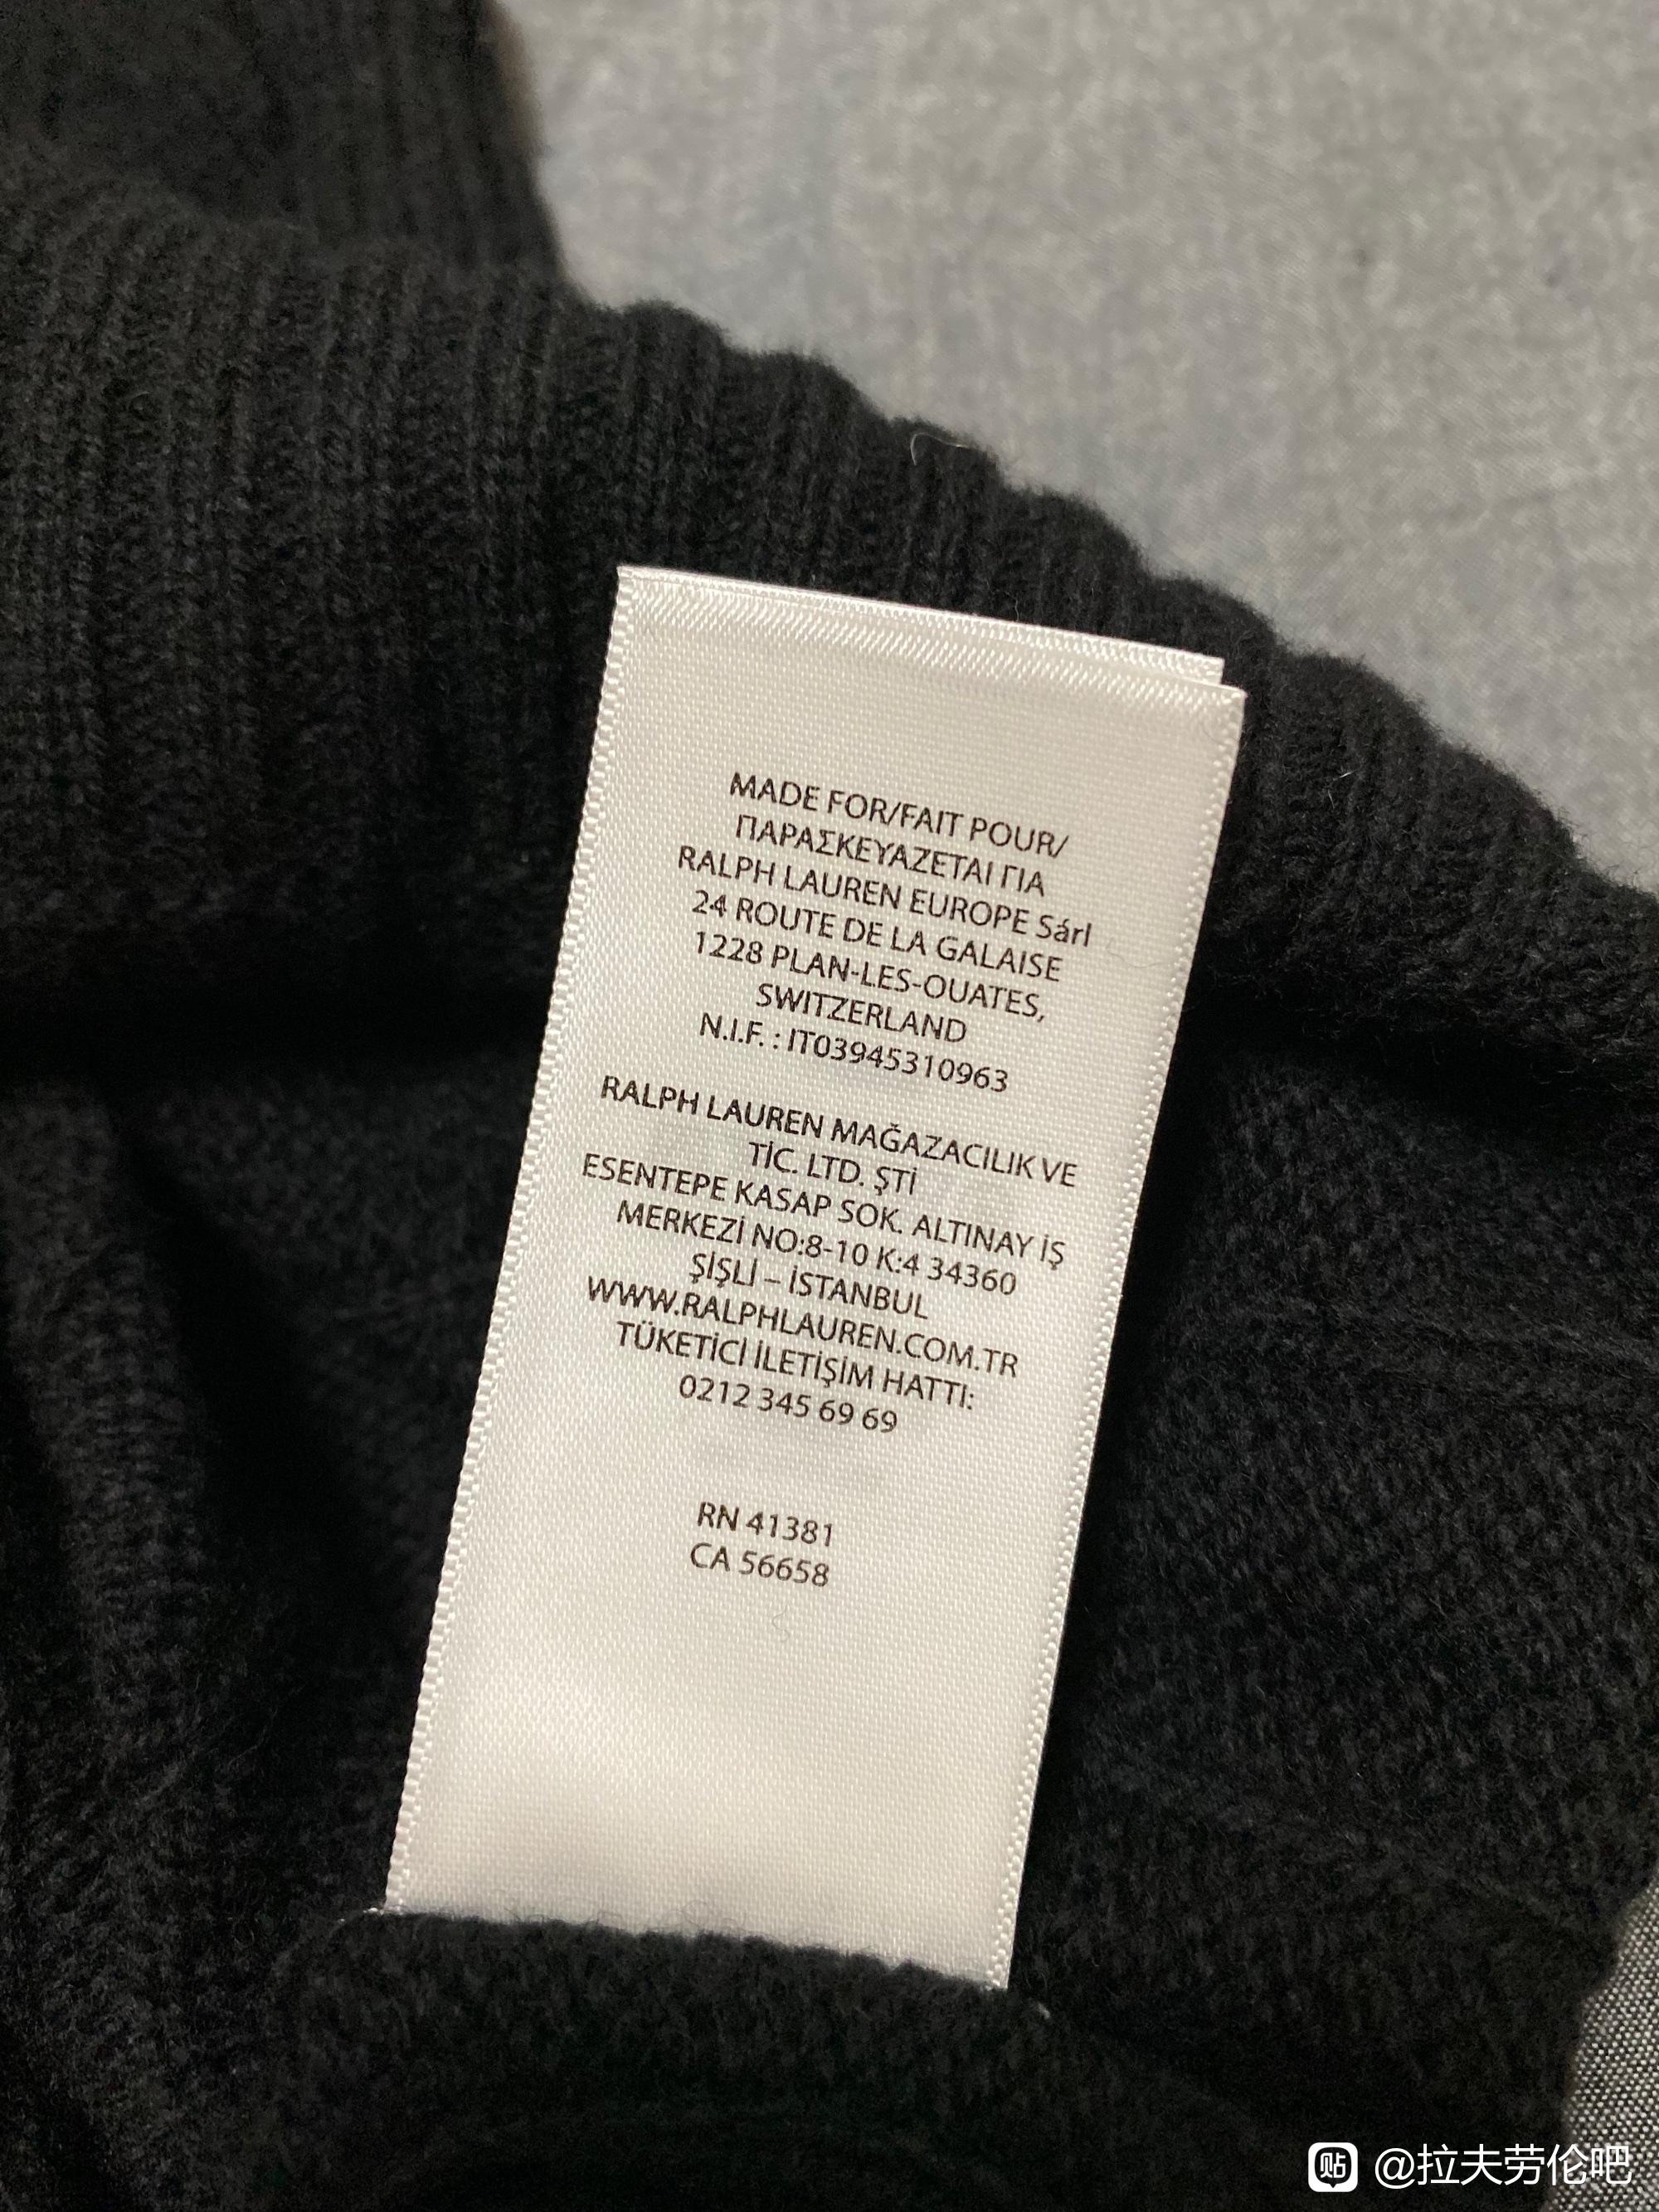 MADE FOR/FAIT POUR/
ΠΑΡΑΣΚΕΥΑΖΕΤΑΙ ΓΙΑ
RALPH LAUREN EUROPE Sárl
24 ROUTE DE LA GALAISE
1228 PLAN-LES-OUATES,
SWITZERLAND
N.I.F. : IT03945310963
RALPH LAUREN MAĞAZACILIK VE
TİC. LTD. ŞTİ
ESENTEPE KASAP SOK. ALTINAY İŞ
MERKEZİ NO:8-10 K:4 34360
ŞİŞLİ – İSTANBUL
WWW.RALPHLAUREN.COM.TR
TÜKETİCİ İLETİŞİM HATTI:
0212 345 69 69
RN 41381
CA 56658
贴 @拉夫劳伦吧